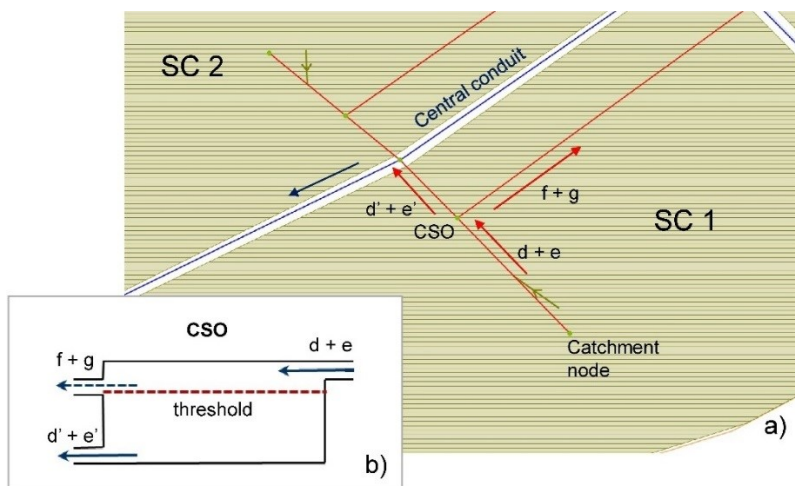 SC 2
Central conduit
f + g
d' + e'
SC 1
CSO
d + e
Catchment
node
a)
CSO
d + e
f + g
threshold
d' + e'
b)